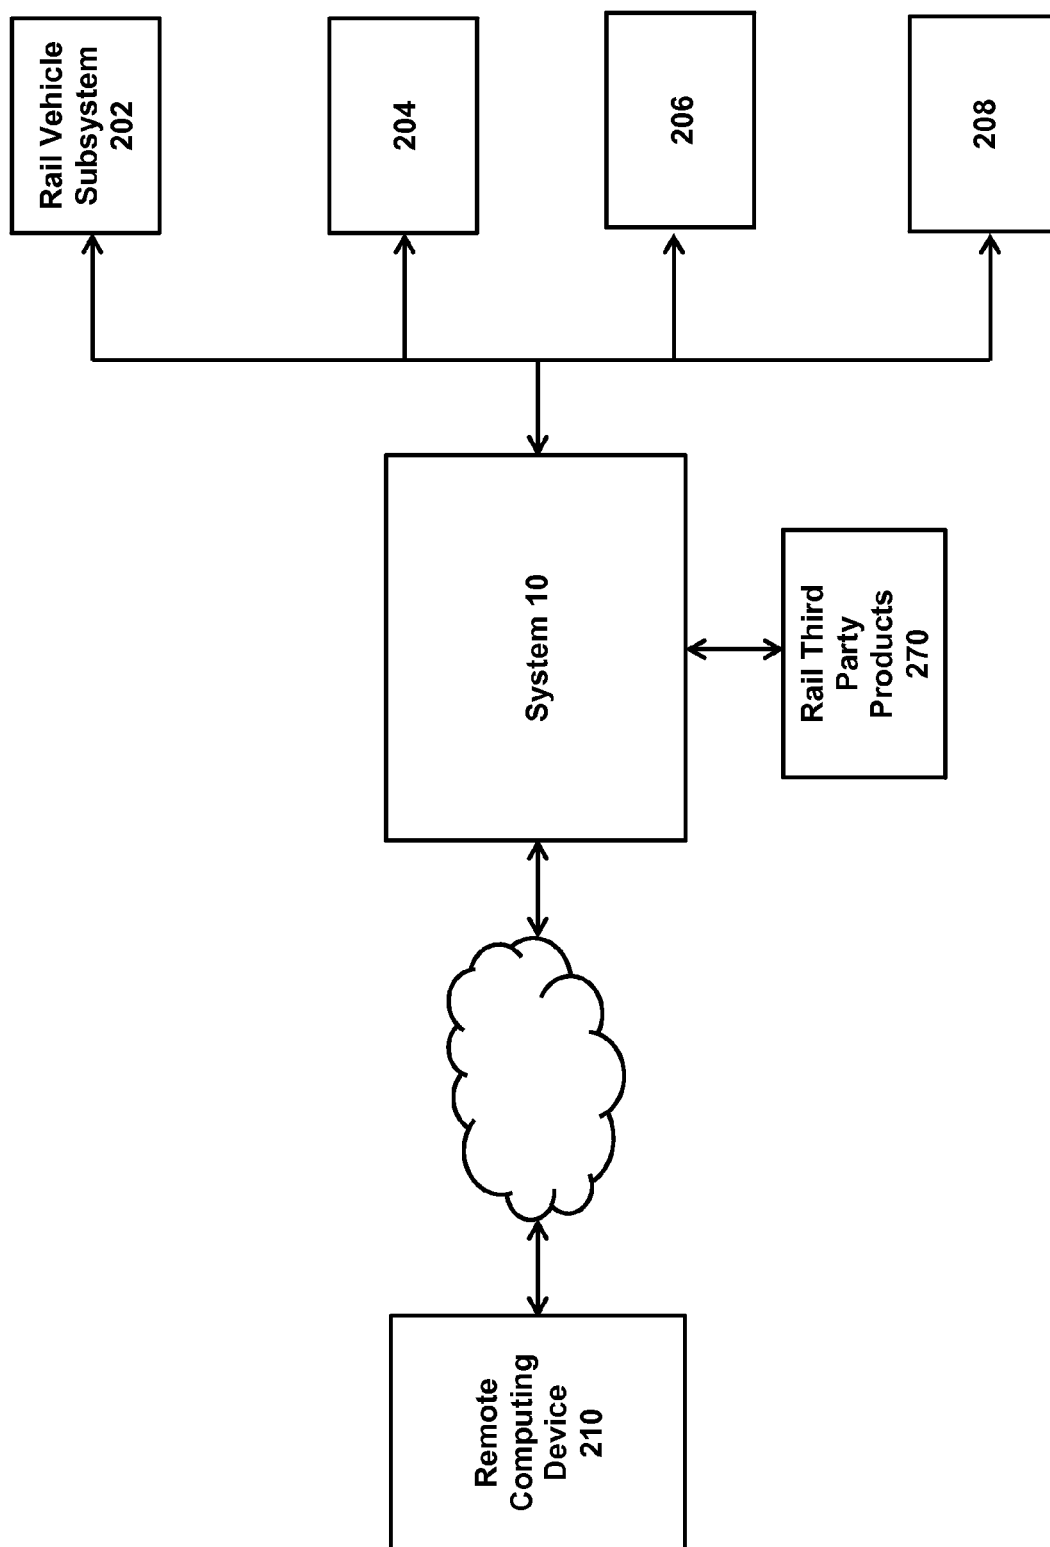 Rail Vehicle
Subsystem
202
204
206
208
System 10
Rail Third
Party
Products
270
Remote
Computing
Device
210